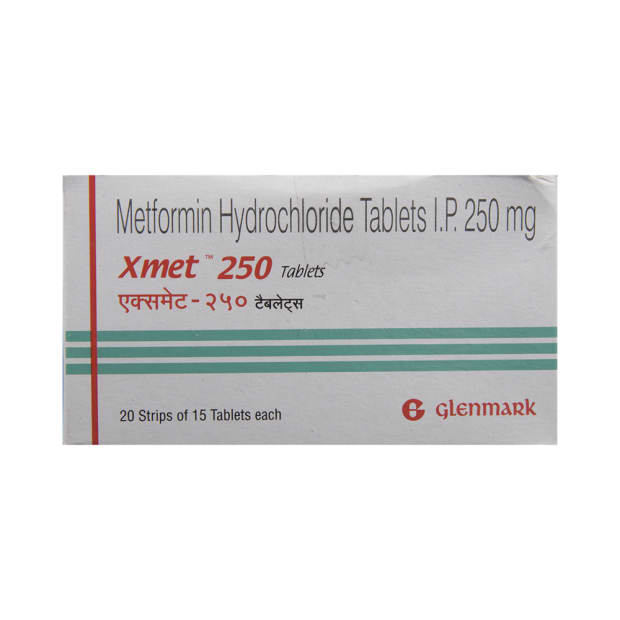 Metformin Hydrochloride Tablets I.P. 250 mg
Xmet™ 250 Tablets
एक्समेट - २५० टैबलेट्स
20 Strips of 15 Tablets each
G glenmark